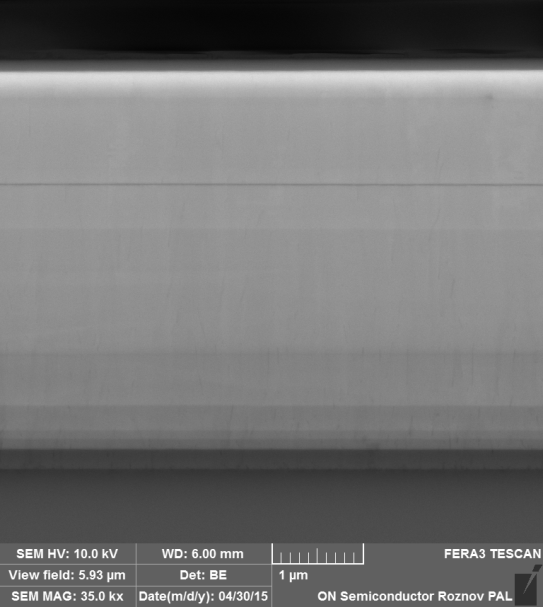 SEM HV: 10.0 kV WD: 6.00 mm FERA3 TESCAN
View field: 5.93 µm Det: BE 1 µm
SEM MAG: 35.0 kx Date(m/d/y): 04/30/15 ON Semiconductor Roznov PAL